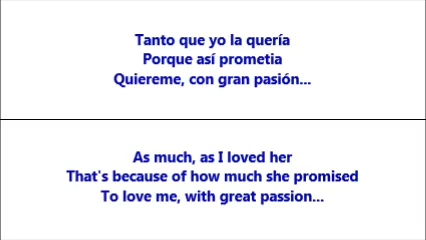 Tanto que yo la quería
Porque así prometia
Quiereme, con gran pasión...
As much, as I loved her
That's because of how much she promised
To love me, with great passion...